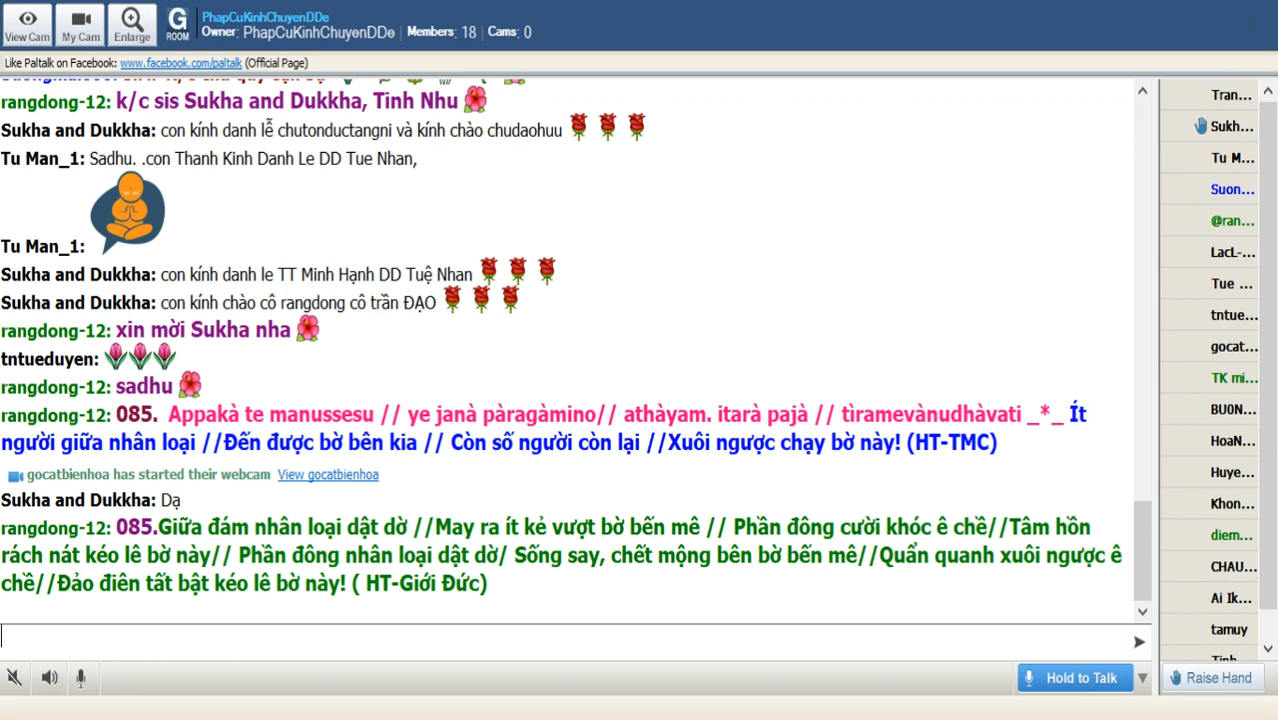 PhapCuKinhChuyenDDe
Owner: PhapCuKinhChuyenDDe Members: 18 Cams: 0
View Cam My Cam Enlarge G ROOM
Like Paltalk on Facebook: www.facebook.com/paltalk (Official Page)
rangdong-12: k/c sis Sukha and Dukkha, Tinh Nhu
Sukha and Dukkha: con kính danh lễ chutonductangni và kính chào chudaohuu
Tu Man_1: Sadhu. .con Thanh Kinh Danh Le DD Tue Nhan,
Tu Man_1:
Sukha and Dukkha: con kính danh le TT Minh Hạnh DD Tuệ Nhan
Sukha and Dukkha: con kính chào cô rangdong cô trần ĐẠO
rangdong-12: xin mời Sukha nha
tntueduyen:
rangdong-12: sadhu
rangdong-12: 085. Appakà te manussesu // ye janà pàragàmino// athàyam. itarà pajà // tìramevànudhàvati _*_ Ít
người giữa nhân loại //Đến được bờ bên kia // Còn số người còn lại //Xuôi ngược chạy bờ này! (HT-TMC)
gocatbienhoa has started their webcam View gocatbienhoa
Sukha and Dukkha: Dạ
rangdong-12: 085.Giữa đám nhân loại dật dờ //May ra ít kẻ vượt bờ bến mê // Phần đông cười khóc ê chề//Tâm hồn
rách nát kéo lê bờ này// Phần đông nhân loại dật dờ/ Sống say, chết mộng bên bờ bến mê//Quẩn quanh xuôi ngược ê
chề//Đảo điên tất bật kéo lê bờ này! ( HT-Giới Đức)
Tran...
Sukh...
Tu M...
Suon...
@ran...
LacL-...
Tue ...
tntue...
gocat...
TK mi...
BU0N...
HoaN...
Huye...
Khon...
diem...
CHAU...
Ai Ik...
tamuy
Hold to Talk
Raise Hand